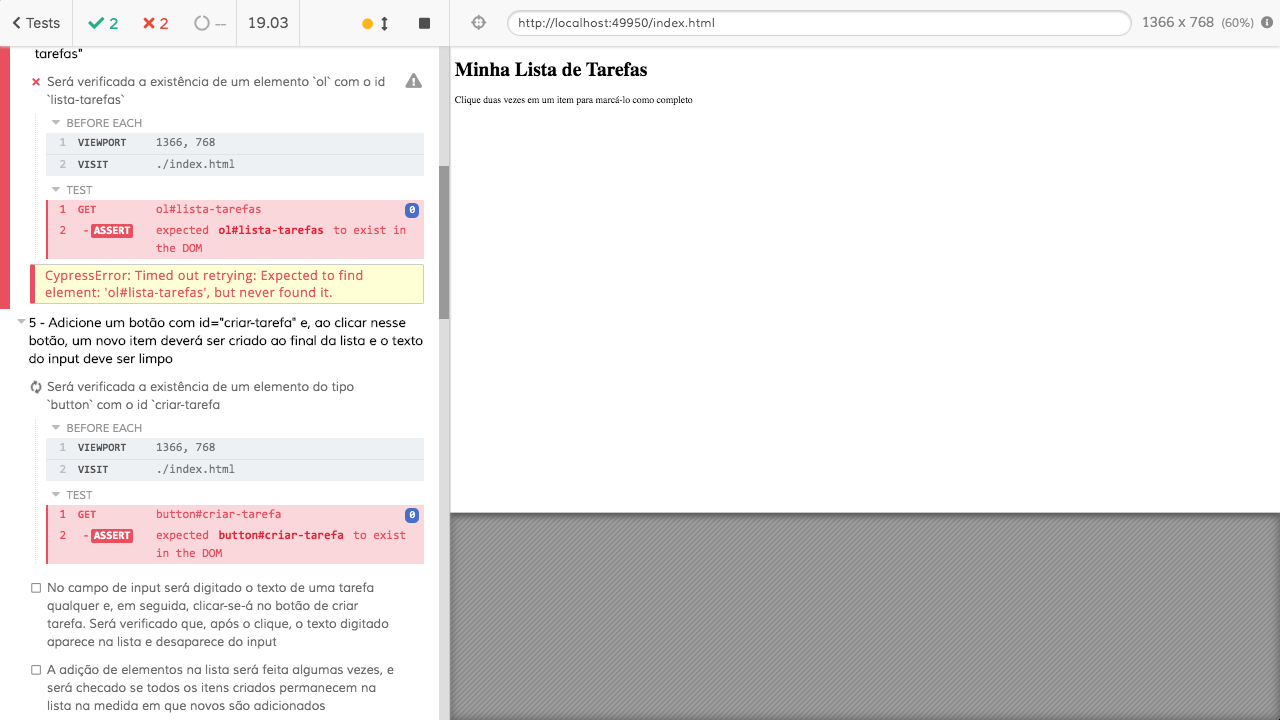 Tests 2 2 -- 19.03
http://localhost:49950/index.html
1366 x 768 (60%)
tarefas"
Será verificada a existência de um elemento `ol` com o id
`lista-tarefas`
BEFORE EACH
1 VIEWPORT 1366, 768
2 VISIT ./index.html
TEST
1 GET ol#lista-tarefas 0
2 - ASSERT expected ol#lista-tarefas to exist in
the DOM
CypressError: Timed out retrying: Expected to find
element: 'ol#lista-tarefas', but never found it.
5 - Adicione um botão com id="criar-tarefa" e, ao clicar nesse
botão, um novo item deverá ser criado ao final da lista e o texto
do input deve ser limpo
Será verificada a existência de um elemento do tipo
`button` com o id `criar-tarefa
BEFORE EACH
1 VIEWPORT 1366, 768
2 VISIT ./index.html
TEST
1 GET button#criar-tarefa 0
2 - ASSERT expected button#criar-tarefa to exist
in the DOM
No campo de input será digitado o texto de uma tarefa
qualquer e, em seguida, clicar-se-á no botão de criar
tarefa. Será verificado que, após o clique, o texto digitado
aparece na lista e desaparece do input
A adição de elementos na lista será feita algumas vezes, e
será checado se todos os itens criados permanecem na
lista na medida em que novos são adicionados
Minha Lista de Tarefas
Clique duas vezes em um item para marcá-lo como completo